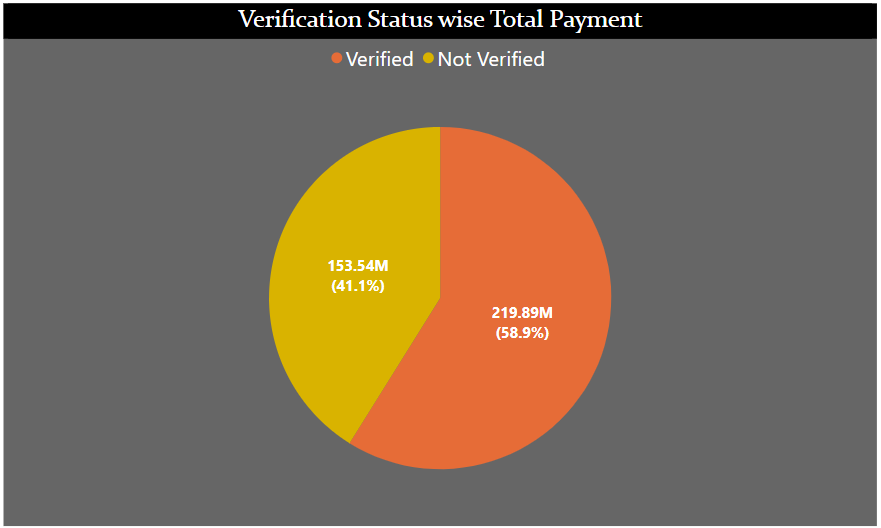 Verification Status wise Total Payment
Verified Not Verified
153.54M
(41.1%)
219.89M
(58.9%)